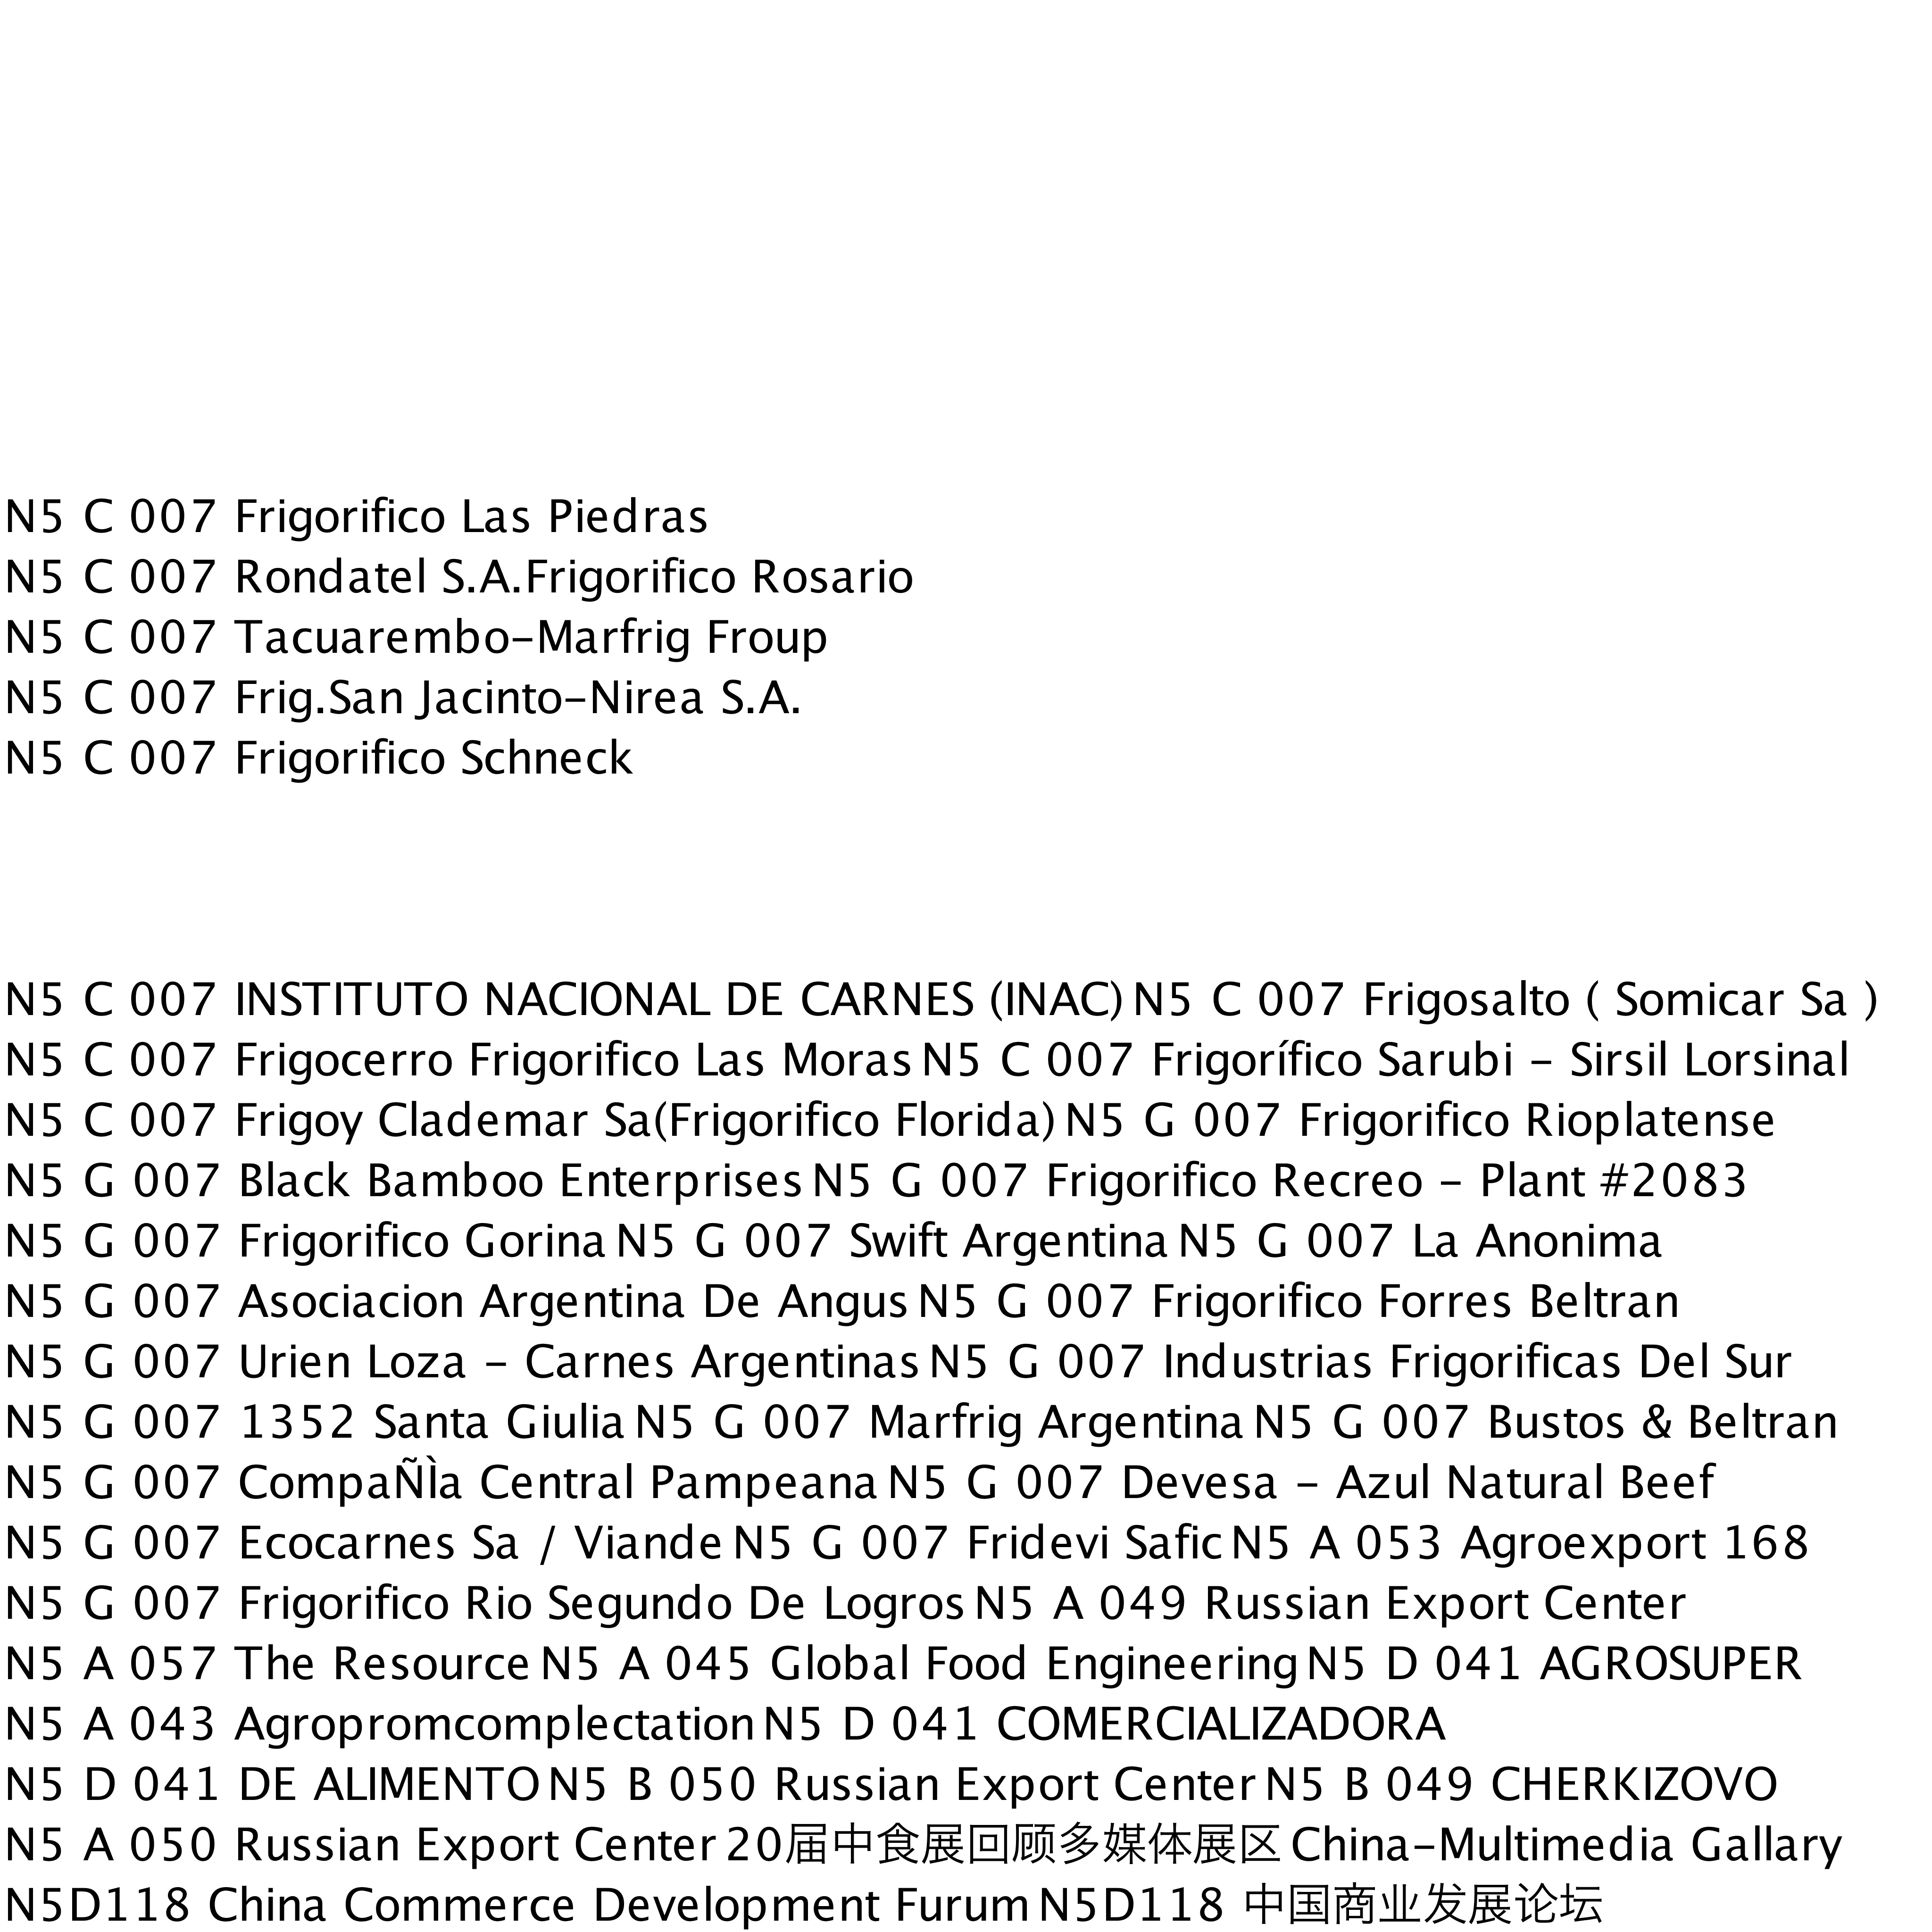 N5 C 007 Frigorifico Las Piedras
N5 C 007 Rondatel S.A.Frigorifico Rosario
N5 C 007 Tacuarembo-Marfrig Froup
N5 C 007 Frig.San Jacinto-Nirea S.A.
N5 C 007 Frigorifico Schneck
N5 C 007 INSTITUTO NACIONAL DE CARNES (INAC) N5 C 007 Frigosalto ( Somicar Sa )
N5 C 007 Frigocerro Frigorifico Las Moras N5 C 007 Frigorífico Sarubi - Sirsil Lorsinal
N5 C 007 Frigoy Clademar Sa(Frigorifico Florida) N5 G 007 Frigorifico Rioplatense
N5 G 007 Black Bamboo Enterprises N5 G 007 Frigorifico Recreo - Plant #2083
N5 G 007 Frigorifico Gorina N5 G 007 Swift Argentina N5 G 007 La Anonima
N5 G 007 Asociacion Argentina De Angus N5 G 007 Frigorifico Forres Beltran
N5 G 007 Urien Loza - Carnes Argentinas N5 G 007 Industrias Frigorificas Del Sur
N5 G 007 1352 Santa Giulia N5 G 007 Marfrig Argentina N5 G 007 Bustos & Beltran
N5 G 007 CompaÑÌa Central Pampeana N5 G 007 Devesa - Azul Natural Beef
N5 G 007 Ecocarnes Sa / Viande N5 G 007 Fridevi Safic N5 A 053 Agroexport 168
N5 G 007 Frigorifico Rio Segundo De Logros N5 A 049 Russian Export Center
N5 A 057 The Resource N5 A 045 Global Food Engineering N5 D 041 AGROSUPER
N5 A 043 Agropromcomplectation N5 D 041 COMERCIALIZADORA
N5 D 041 DE ALIMENTO N5 B 050 Russian Export Center N5 B 049 CHERKIZOVO
N5 A 050 Russian Export Center 20届中食展回顾多媒体展区 China-Multimedia Gallary
N5D118 China Commerce Development Furum N5D118 中国商业发展论坛